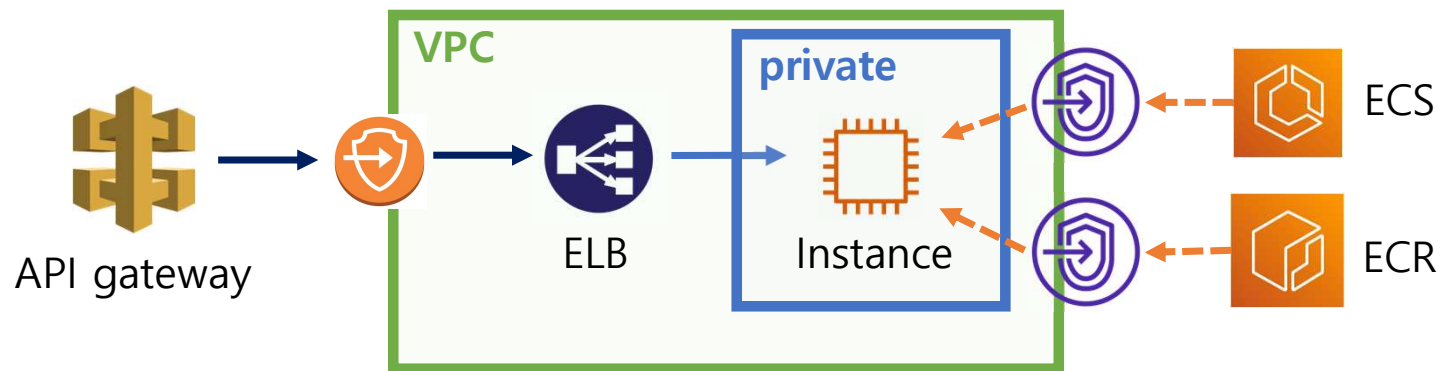 VPC
private
ECS
API gateway
ELB
Instance
ECR